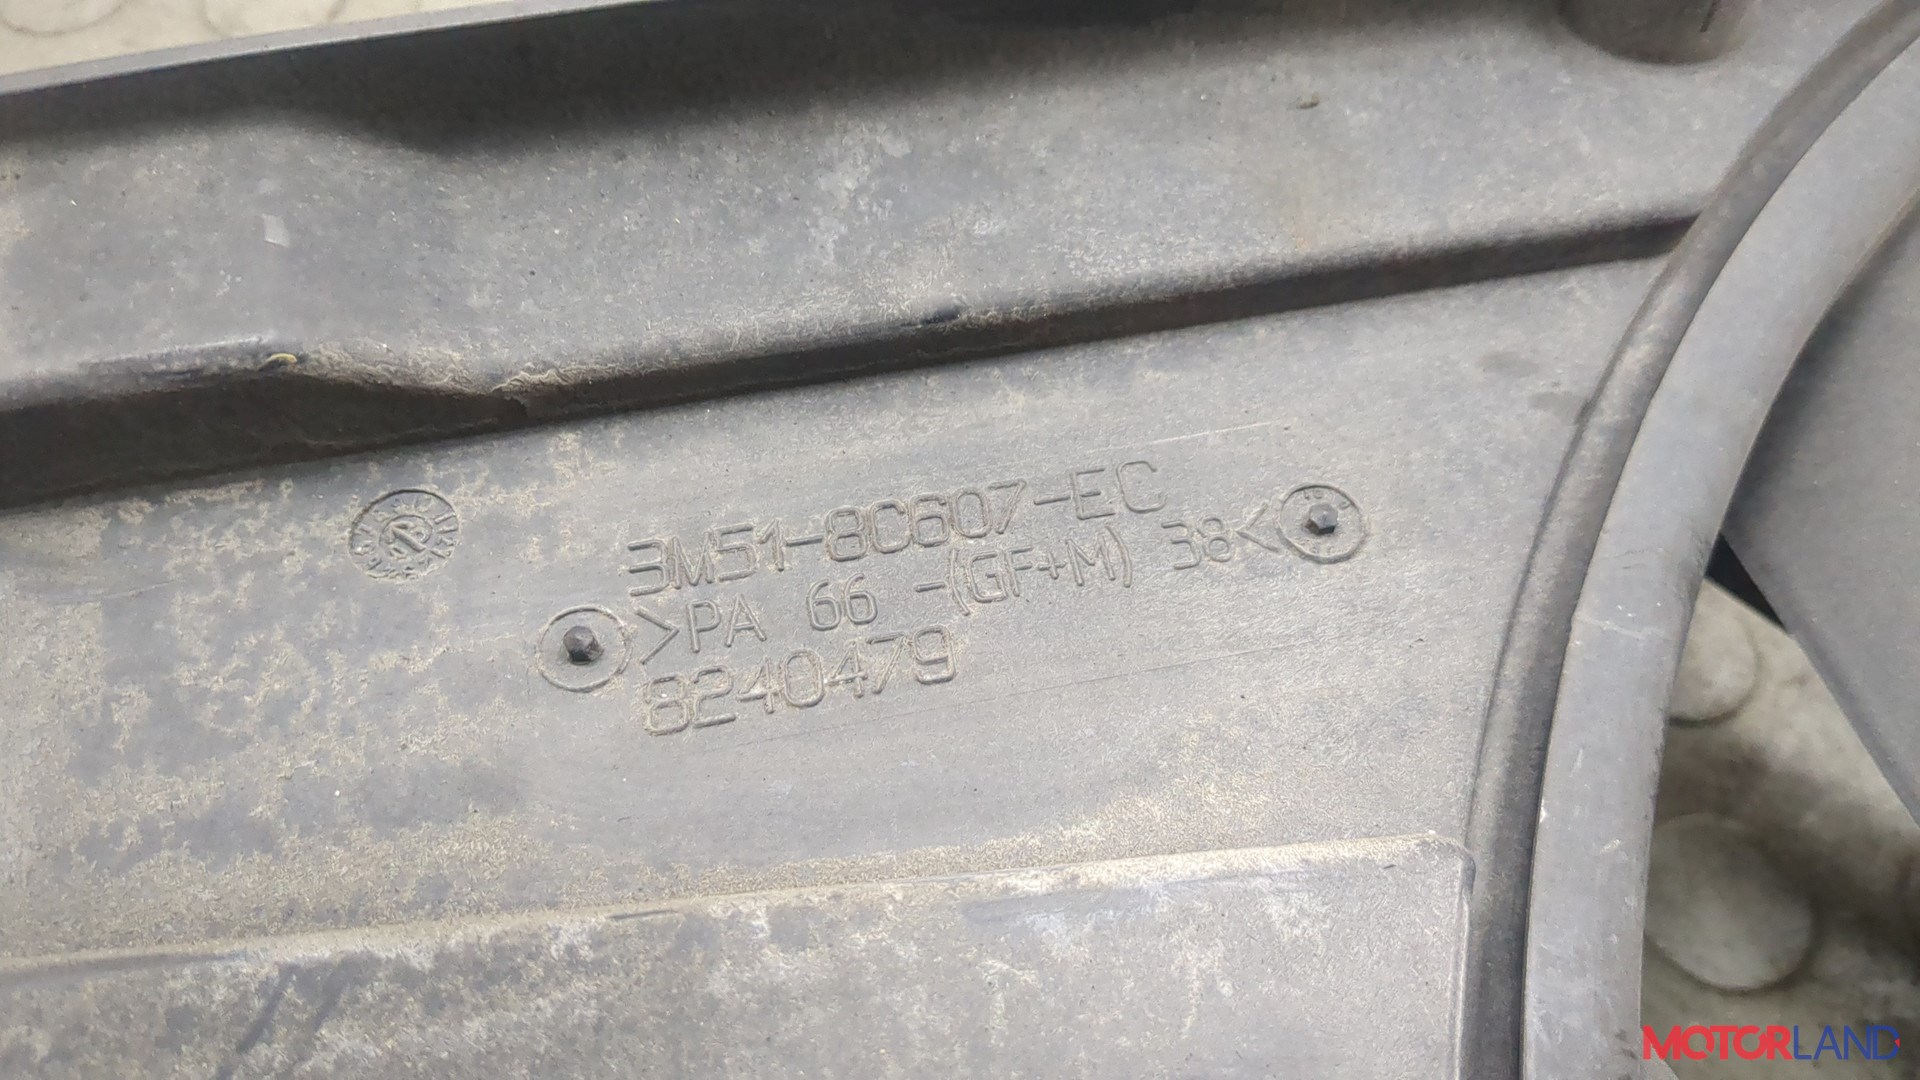 3M51-8C607-EC
>PA 66 -(GF+M) 38<
8240479
MOTORLAND